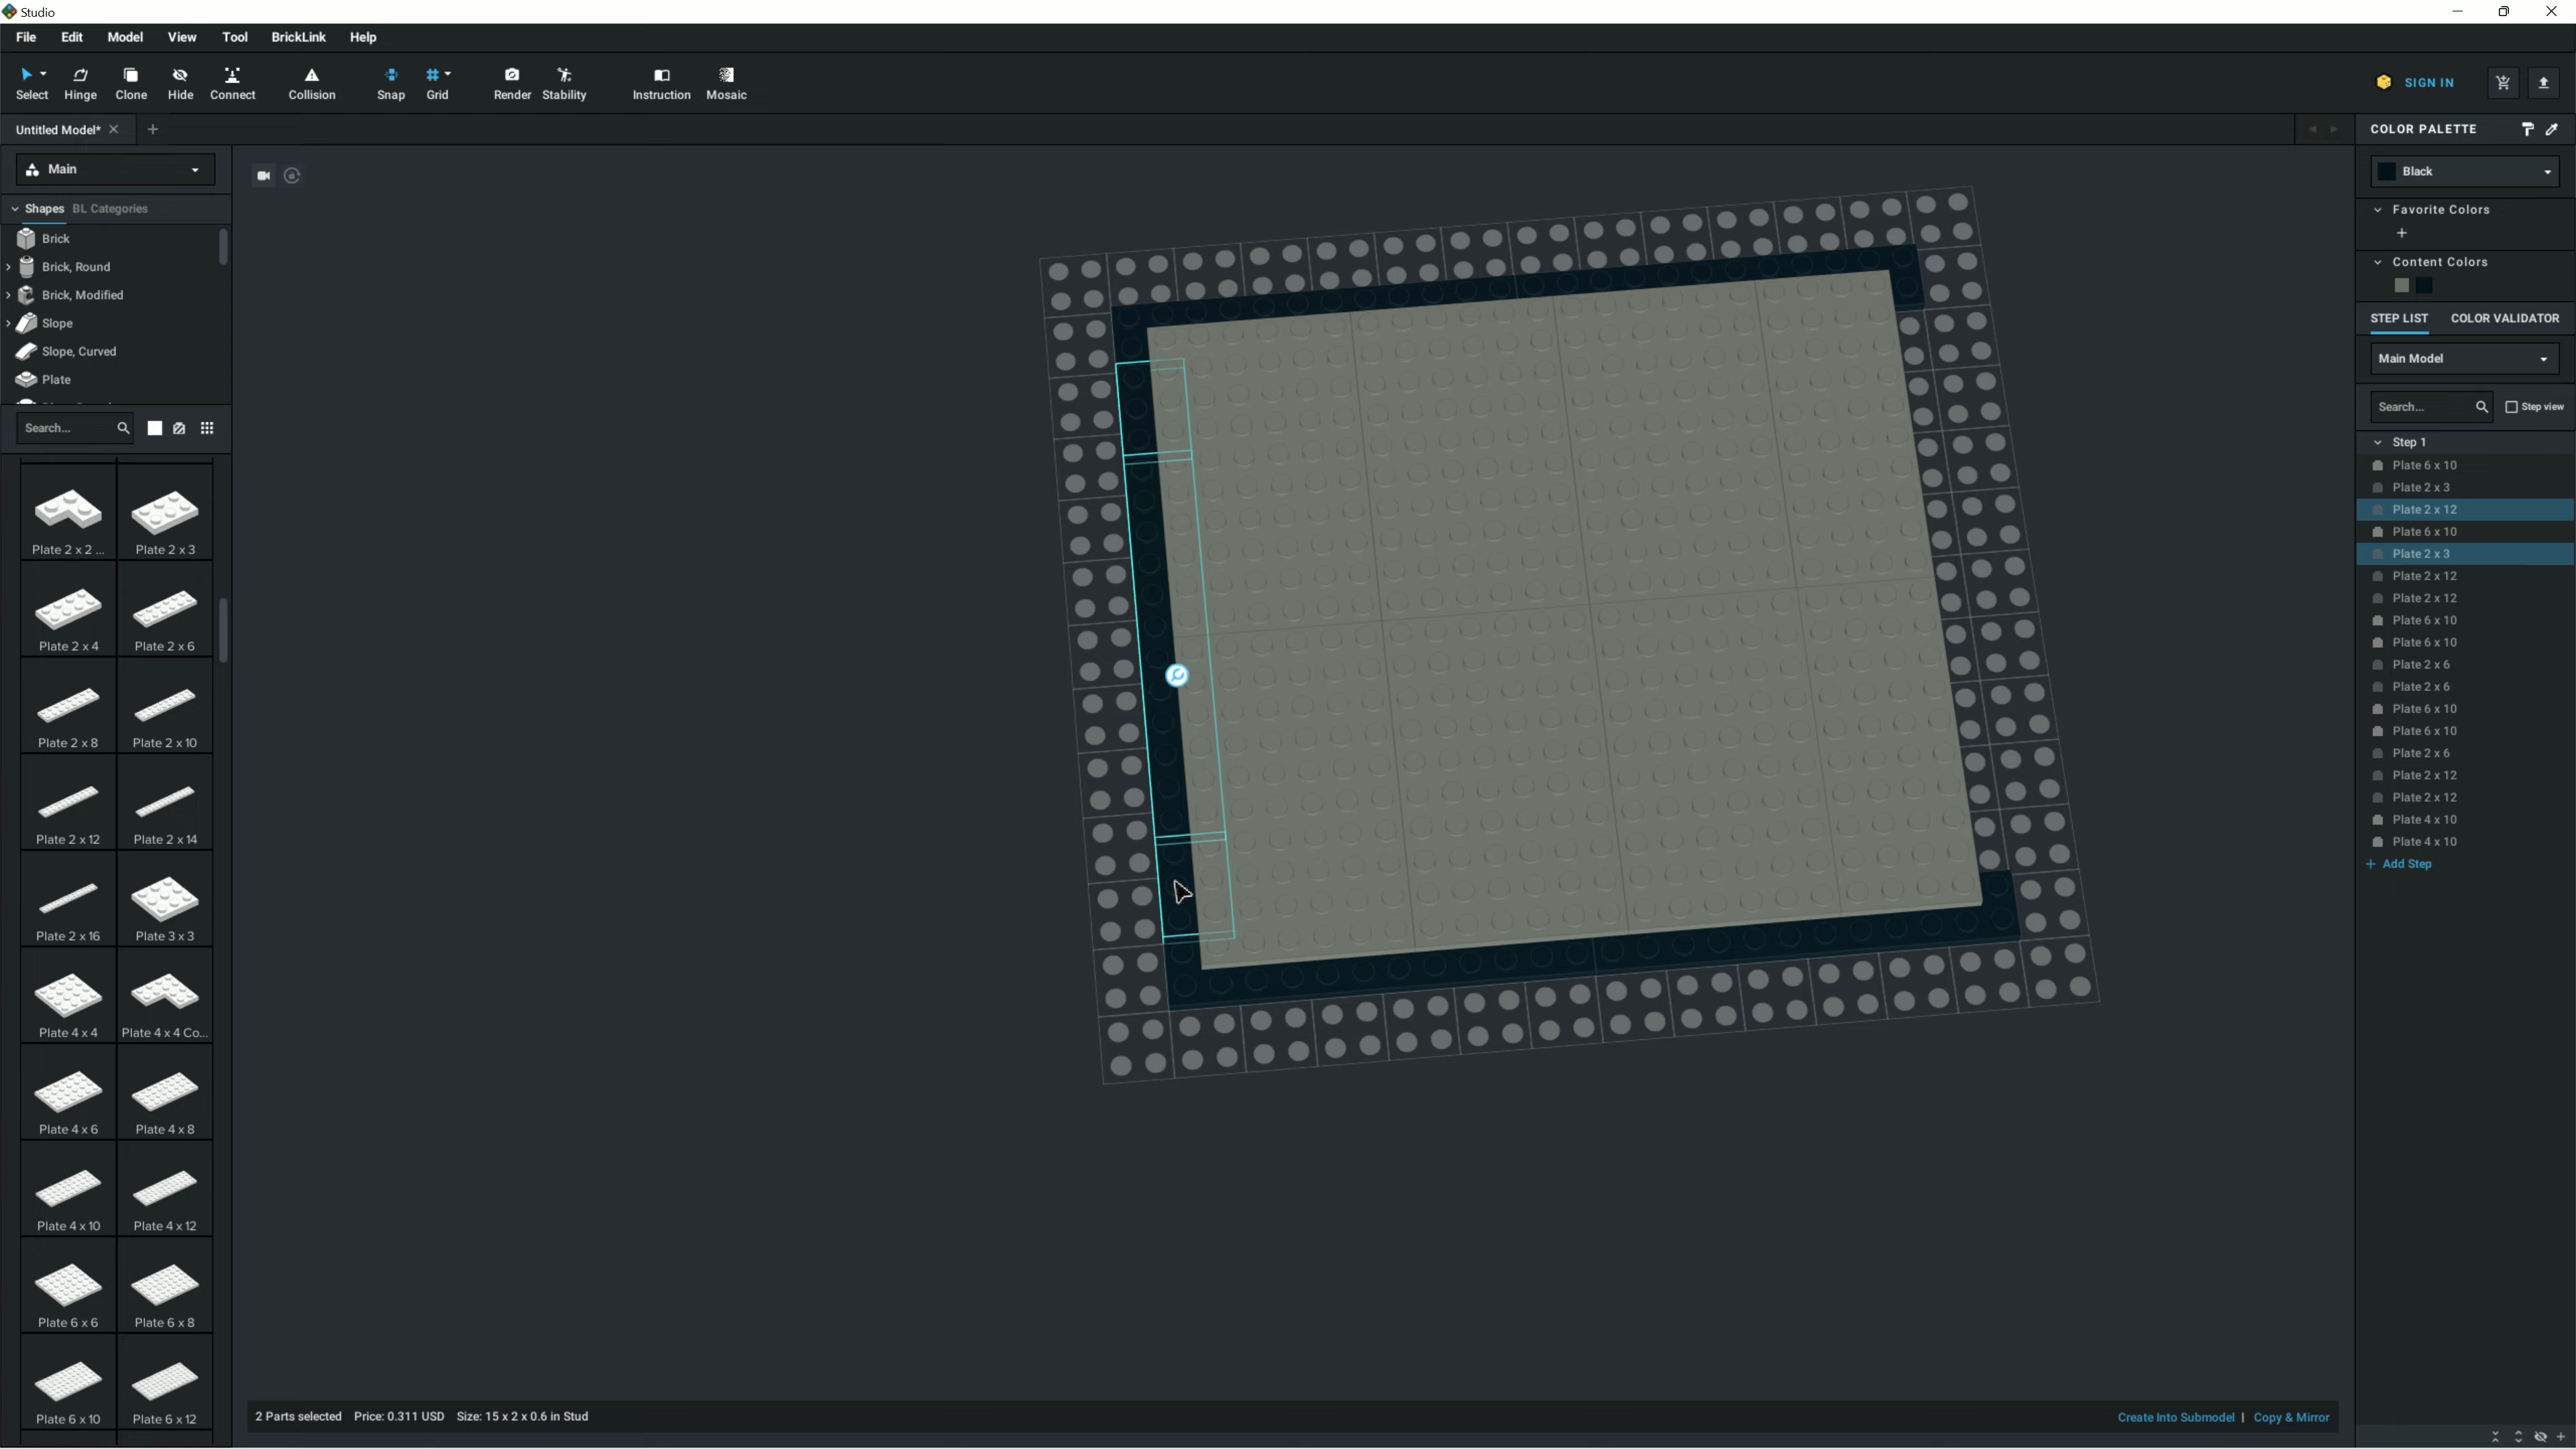 Studio
File Edit Model View Tool BrickLink Help
Select Hinge Clone Hide Connect Collision Snap Grid Render Stability Instruction Mosaic
SIGN IN
Untitled Model*
COLOR PALETTE
Main
Black
Shapes BL Categories
Favorite Colors
Brick
Brick, Round
Content Colors
Brick, Modified
Slope
STEP LIST COLOR VALIDATOR
Slope, Curved
Main Model
Plate
Search...
Step view
Search...
Step 1
Plate 6 x 10
Plate 2 x 3
Plate 2 x 12
Plate 6 x 10
Plate 2 x 3
Plate 2 x 12
Plate 2 x 12
Plate 6 x 10
Plate 6 x 10
Plate 2 x 6
Plate 2 x 6
Plate 6 x 10
Plate 6 x 10
Plate 2 x 6
Plate 2 x 12
Plate 2 x 12
Plate 4 x 10
Plate 4 x 10
Add Step
Plate 2 x 2 ... Plate 2 x 3
Plate 2 x 4 Plate 2 x 6
Plate 2 x 8 Plate 2 x 10
Plate 2 x 12 Plate 2 x 14
Plate 2 x 16 Plate 3 x 3
Plate 4 x 4 Plate 4 x 4 Co...
Plate 4 x 6 Plate 4 x 8
Plate 4 x 10 Plate 4 x 12
Plate 6 x 6 Plate 6 x 8
Plate 6 x 10 Plate 6 x 12
2 Parts selected Price: 0.311 USD Size: 15 x 2 x 0.6 in Stud
Create Into Submodel | Copy & Mirror